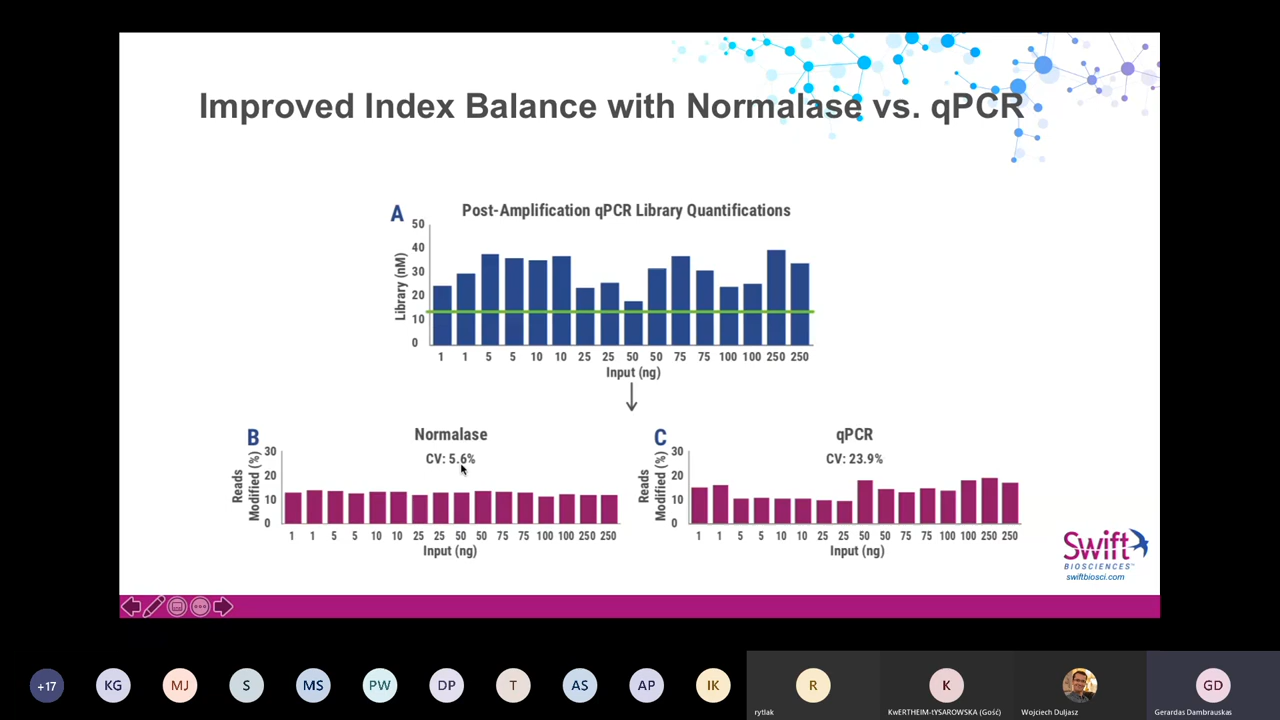 Improved Index Balance with Normalase vs. qPCR
A
Post-Amplification qPCR Library Quantifications
Library (nM)
50
40
30
20
10
0
1 1 5 5 10 10 25 25 50 50 75 75 100 100 250 250
Input (ng)
B
Normalase
CV: 5.6%
Reads
Modified (%)
30
20
10
0
1 1 5 5 10 10 25 25 50 50 75 75 100 100 250 250
Input (ng)
C
qPCR
CV: 23.9%
Reads
Modified (%)
30
20
10
0
1 1 5 5 10 10 25 25 50 50 75 75 100 100 250 250
Input (ng)
Swift
BIOSCIENCES™
swiftbiosci.com
+17 KG MJ S MS PW DP T AS AP IK R K GD
rytlak
KwERTHEIM-tYSAROWSKA (Gość)
Wojciech Duljasz
Gerardas Dambrauskas